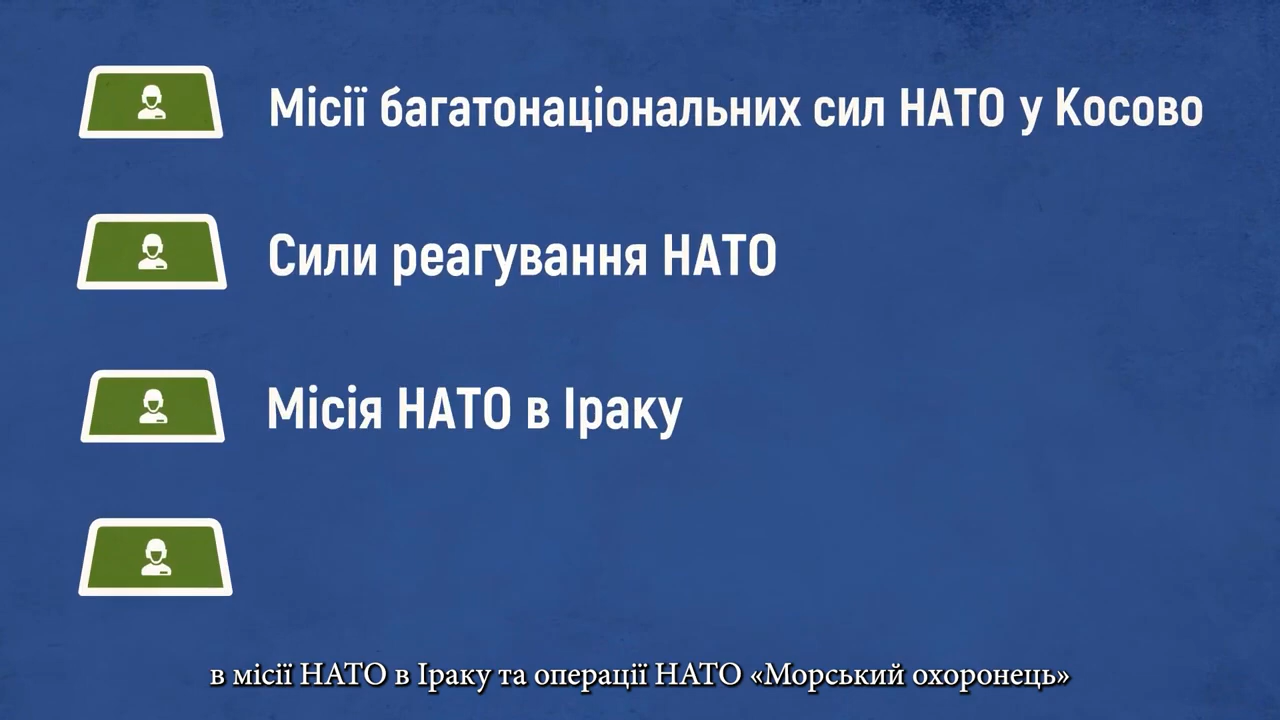 Місії багатонаціональних сил НАТО у Косово
Сили реагування НАТО
Місія НАТО в Іраку
в місії НАТО в Іраку та операції НАТО «Морський охоронець»